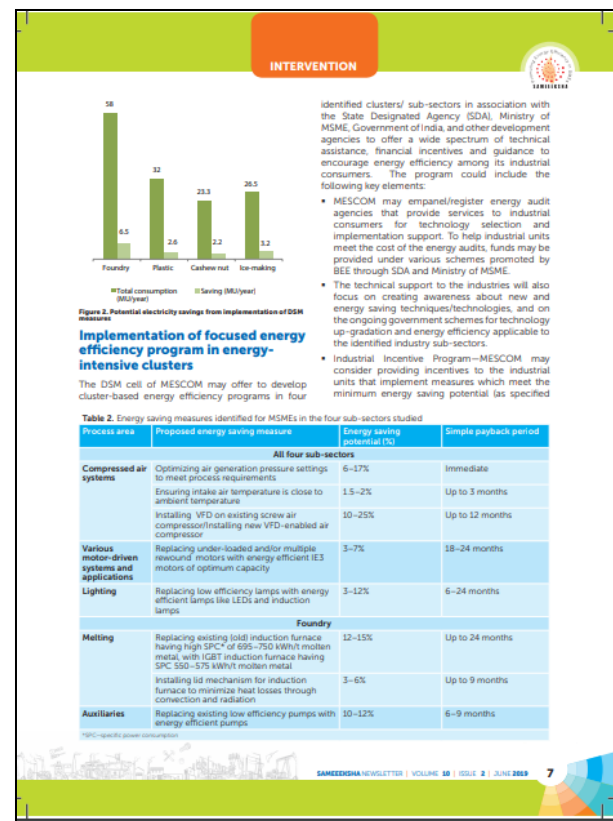 INTERVENTION
SAMEEEKSHA
58
6.5
32
2.6
23.3
2.2
26.5
3.2
Foundry Plastic Cashew nut Ice-making
Total consumption (MU/year)
Saving (MU/year)
Figure 2. Potential electricity savings from implementation of DSM
measures
Implementation of focused energy
efficiency program in energy-
intensive clusters
The DSM cell of MESCOM may offer to develop
cluster-based energy efficiency programs in four
identified clusters/ sub-sectors in association with
the State Designated Agency (SDA), Ministry of
MSME, Government of India, and other development
agencies to offer a wide spectrum of technical
assistance, financial incentives and guidance to
encourage energy efficiency among its industrial
consumers. The program could include the
following key elements:
▪ MESCOM may empanel/register energy audit
agencies that provide services to industrial
consumers for technology selection and
implementation support. To help industrial units
meet the cost of the energy audits, funds may be
provided under various schemes promoted by
BEE through SDA and Ministry of MSME.
▪ The technical support to the industries will also
focus on creating awareness about new and
energy saving techniques/technologies, and on
the ongoing government schemes for technology
up-gradation and energy efficiency applicable to
the identified industry sub-sectors.
▪ Industrial Incentive Program—MESCOM may
consider providing incentives to the industrial
units that implement measures which meet the
minimum energy saving potential (as specified
Table 2. Energy saving measures identified for MSMEs in the four sub-sectors studied
Process area Proposed energy saving measure Energy saving potential (%) Simple payback period
All four sub-sectors
Compressed air systems Optimizing air generation pressure settings 6–17% Immediate
to meet process requirements
Ensuring intake air temperature is close to 1.5–2% Up to 3 months
ambient temperature
Installing VFD on existing screw air 10–25% Up to 12 months
compressor/Installing new VFD-enabled air
compressor
Various motor-driven systems and applications Replacing under-loaded and/or multiple 3–7% 18–24 months
rewound motors with energy efficient IE3
motors of optimum capacity
Lighting Replacing low efficiency lamps with energy 3–12% 6–24 months
efficient lamps like LEDs and induction
lamps
Foundry
Melting Replacing existing (old) induction furnace 12–15% Up to 24 months
having high SPC* of 695–750 kWh/t molten
metal, with IGBT induction furnace having
SPC 550–575 kWh/t molten metal
Installing lid mechanism for induction 3–6% Up to 9 months
furnace to minimize heat losses through
convection and radiation
Auxiliaries Replacing existing low efficiency pumps with 10–12% 6–9 months
energy efficient pumps
*SPC—specific power consumption
SAMEEEKSHA NEWSLETTER | VOLUME 10 | ISSUE 2 | JUNE 2019 7